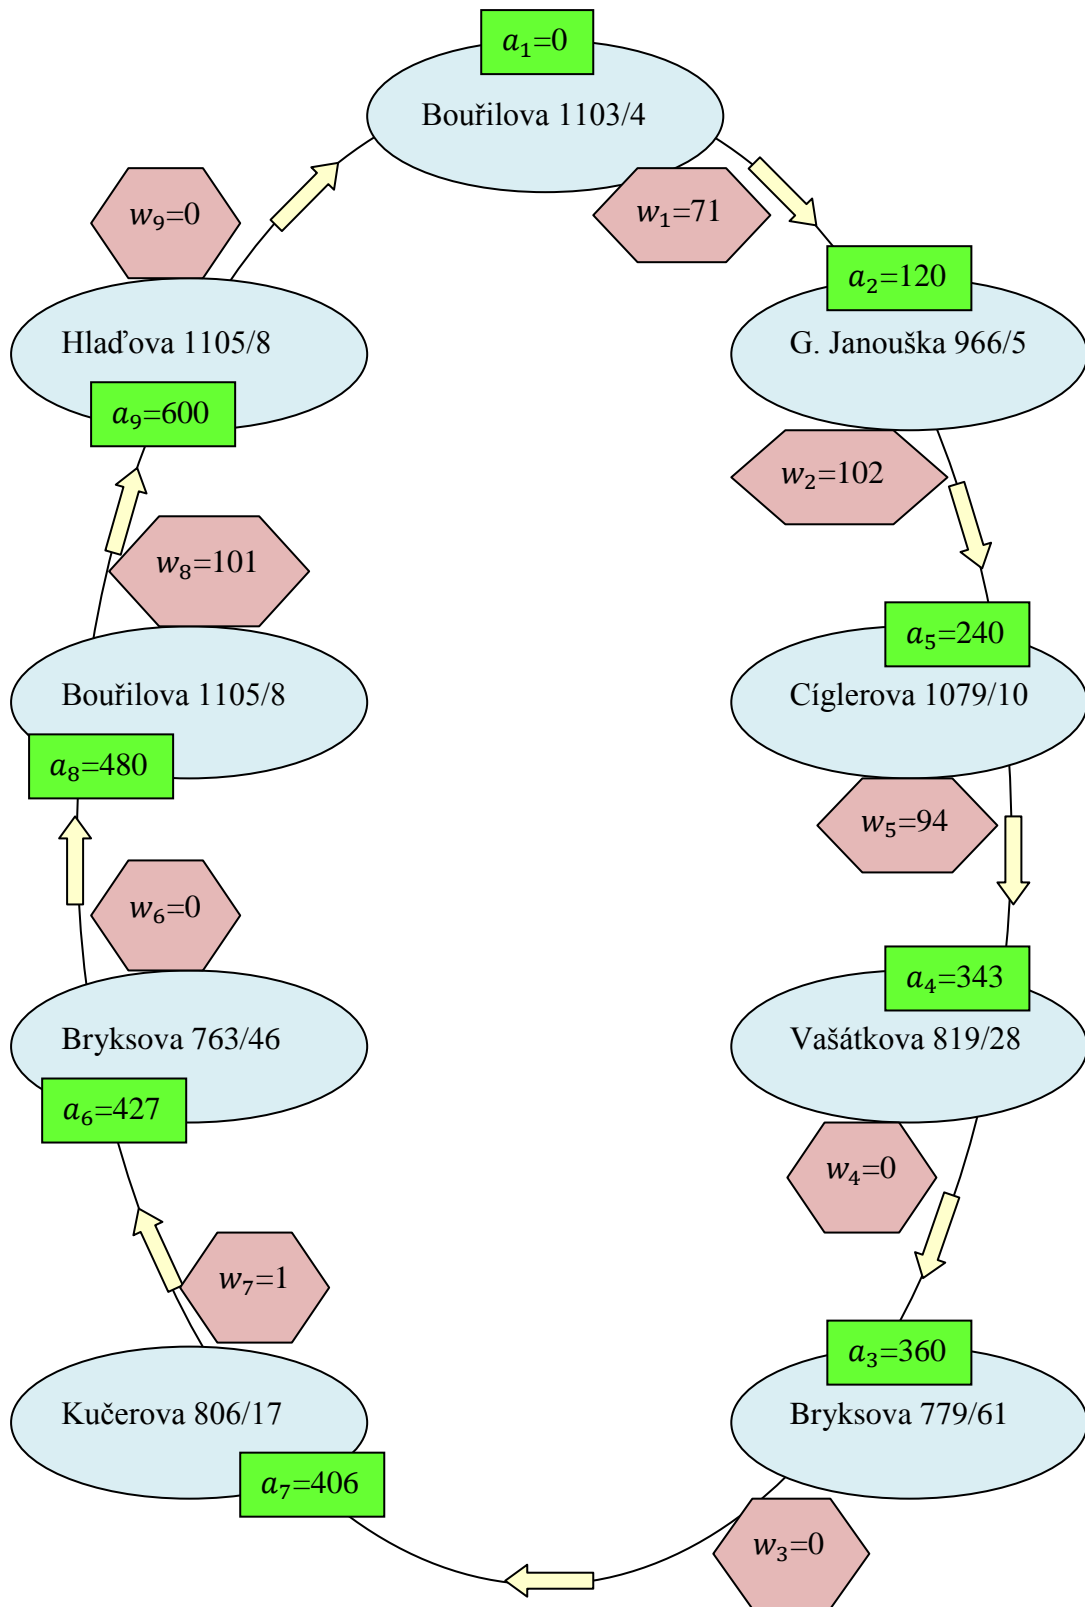 a₁=0
Bouřilova 1103/4
w₁=71
a₂=120
G. Janouška 966/5
w₂=102
a₅=240
Cíglerova 1079/10
w₅=94
a₄=343
Vašátkova 819/28
w₄=0
a₃=360
Bryksova 779/61
w₃=0
a₇=406
Kučerova 806/17
w₇=1
a₆=427
Bryksova 763/46
w₆=0
a₈=480
Bouřilova 1105/8
w₈=101
a₉=600
Hlaďova 1105/8
w₉=0